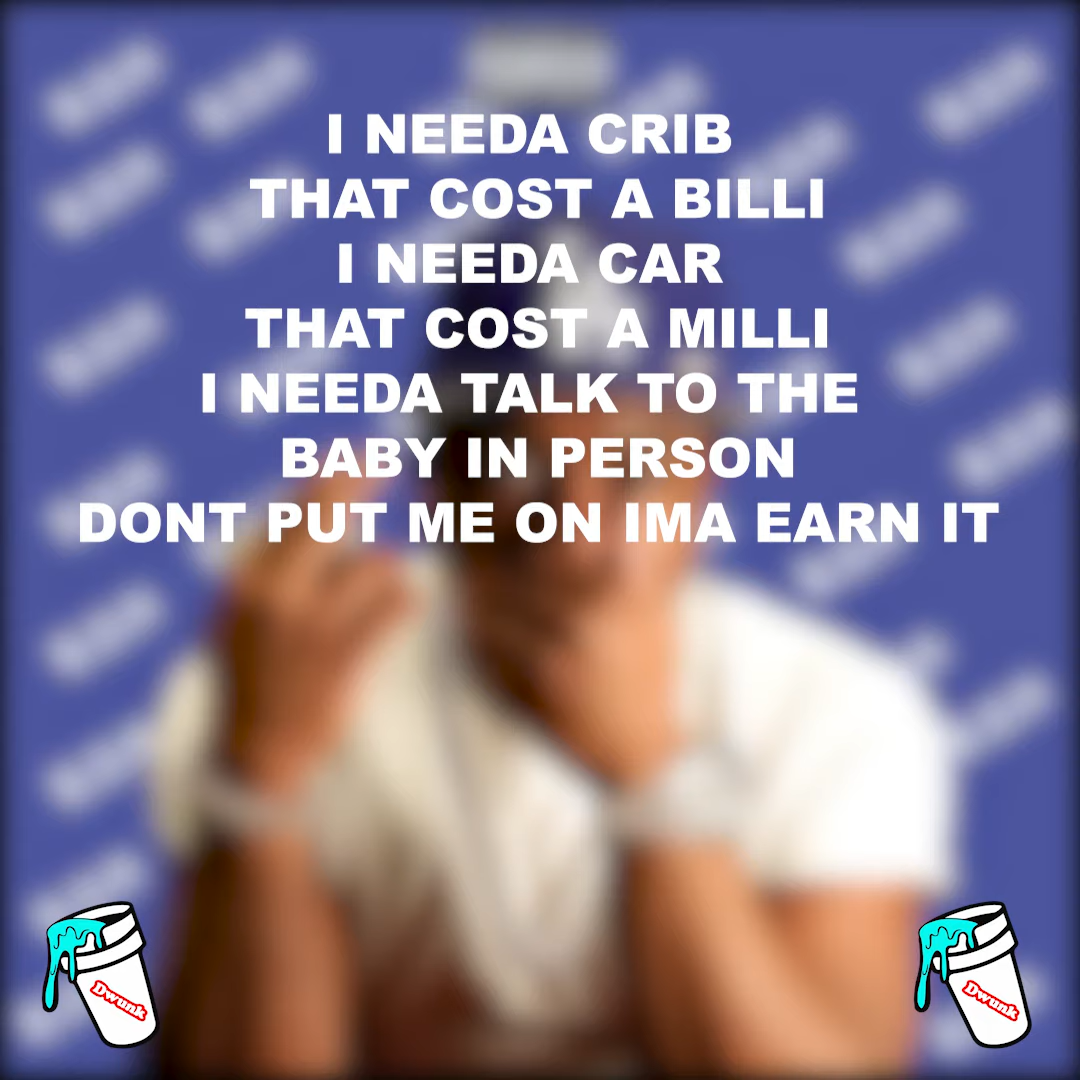 I NEEDA CRIB
THAT COST A BILLI
I NEEDA CAR
THAT COST A MILLI
I NEEDA TALK TO THE
BABY IN PERSON
DONT PUT ME ON IMA EARN IT
Dwunk
Dwunk